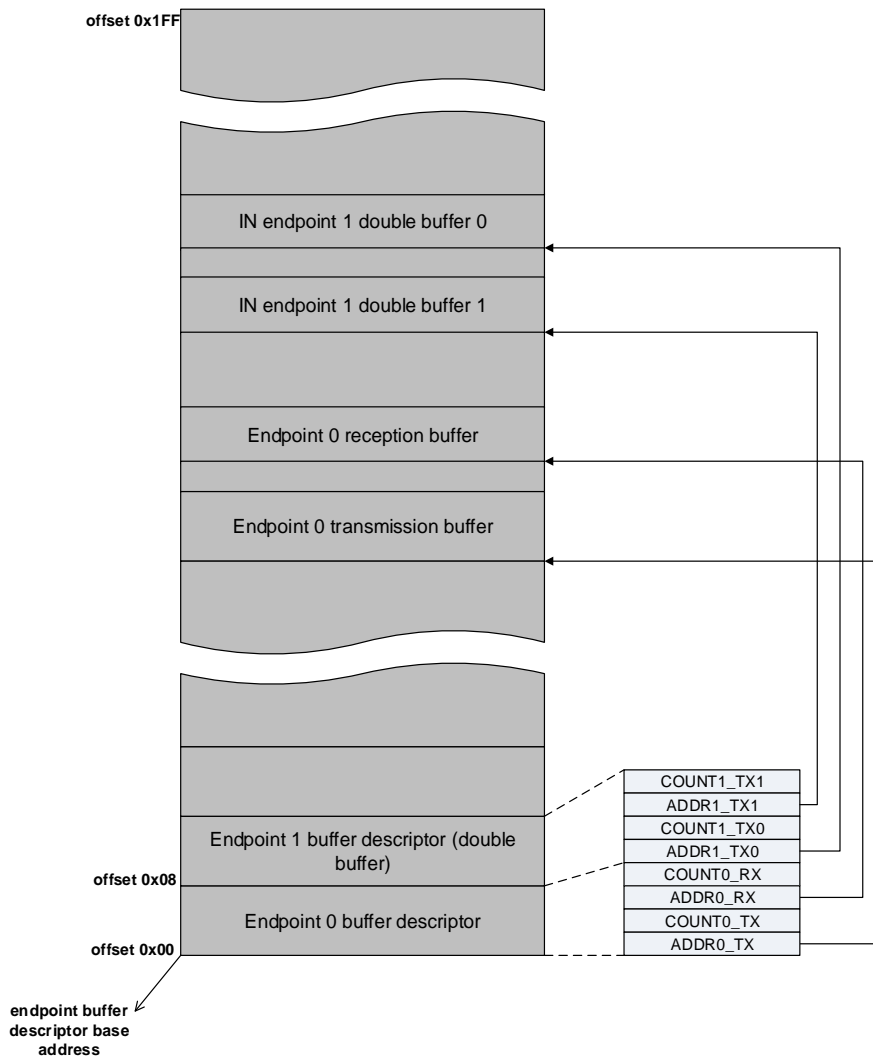 offset 0x1FF
IN endpoint 1 double buffer 0
IN endpoint 1 double buffer 1
Endpoint 0 reception buffer
Endpoint 0 transmission buffer
COUNT1_TX1
ADDR1_TX1
COUNT1_TX0
ADDR1_TX0
COUNT0_RX
ADDR0_RX
COUNT0_TX
ADDR0_TX
Endpoint 1 buffer descriptor (double
buffer)
offset 0x08
Endpoint 0 buffer descriptor
offset 0x00
endpoint buffer
descriptor base
address